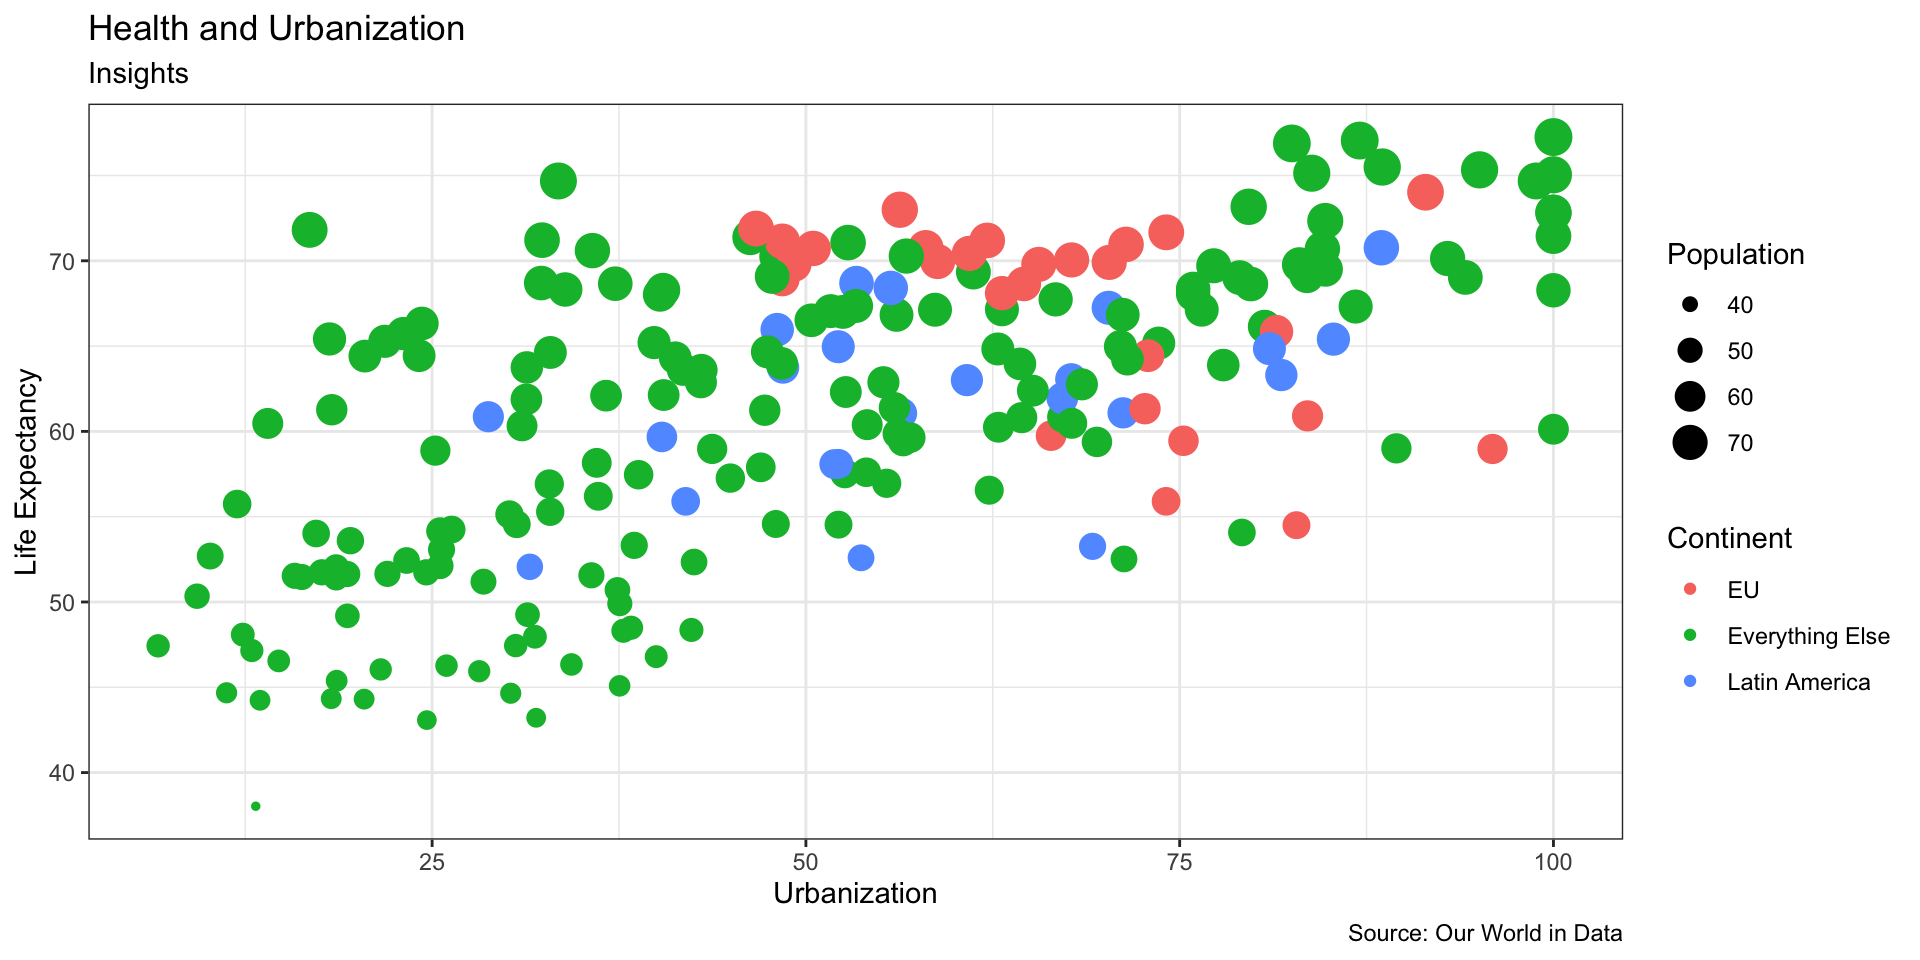 Health and Urbanization
Insights
Life Expectancy
70
60
50
40
25 50 75 100
Urbanization
Population
40
50
60
70
Continent
EU
Everything Else
Latin America
Source: Our World in Data